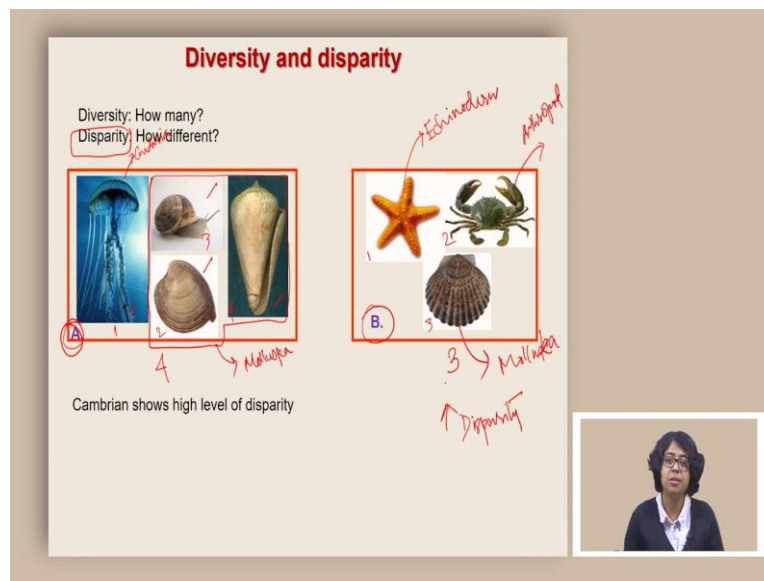 Diversity and disparity
Diversity: How many?
Disparity: How different?
Echinoderm
Arthropod
A
1
2
3
4
4
Mollusca
B.
1
2
3
3
Mollusca
↑ Disparity
Cambrian shows high level of disparity